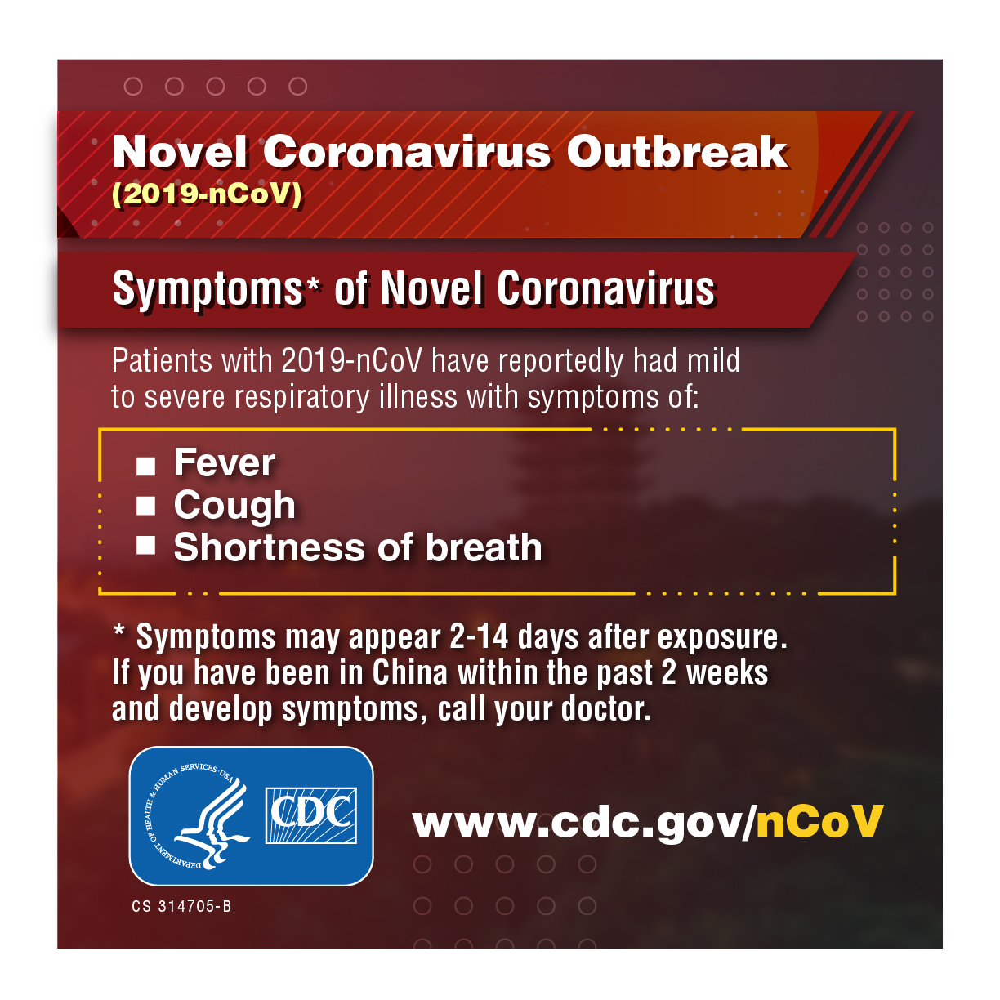 Novel Coronavirus Outbreak
(2019-nCoV)
Symptoms* of Novel Coronavirus
Patients with 2019-nCoV have reportedly had mild
to severe respiratory illness with symptoms of:
■ Fever
■ Cough
■ Shortness of breath
* Symptoms may appear 2-14 days after exposure.
If you have been in China within the past 2 weeks
and develop symptoms, call your doctor.
DEPARTMENT OF HEALTH & HUMAN SERVICES·USA
CDC
www.cdc.gov/nCoV
CS 314705-B